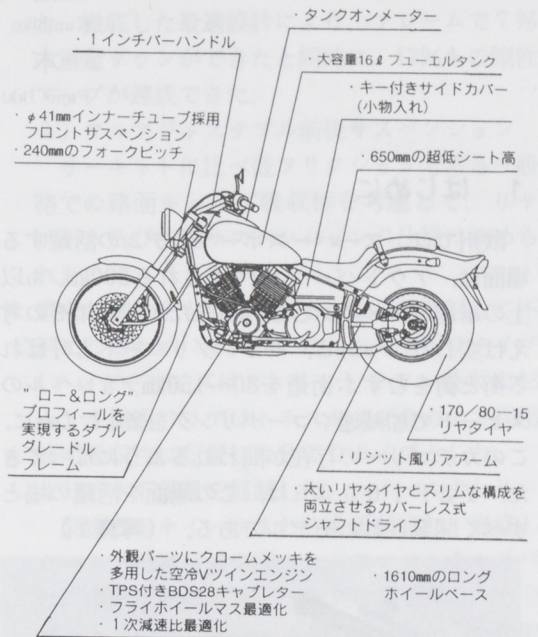 ・タンクオンメーター
・1インチバーハンドル
・大容量16ℓ フューエルタンク
・キー付きサイドカバー
(小物入れ)
・φ41mmインナーチューブ採用
フロントサスペンション
・240mmのフォークピッチ
・650mmの超低シート高
1 はじめに
・" ロー&ロング"
プロフィールを
実現するダブル
グレードル
フレーム
・170/80-15
リヤタイヤ
・リジット風リアアーム
・太いリヤタイヤとスリムな構成を
両立させるカバーレス式
シャフトドライブ
・外観パーツにクロームメッキを
多用した空冷Vツインエンジン
・TPS付きBDS28キャブレター
・フライホイールマス最適化
・1次減速比最適化
・1610mmのロング
ホイールベース